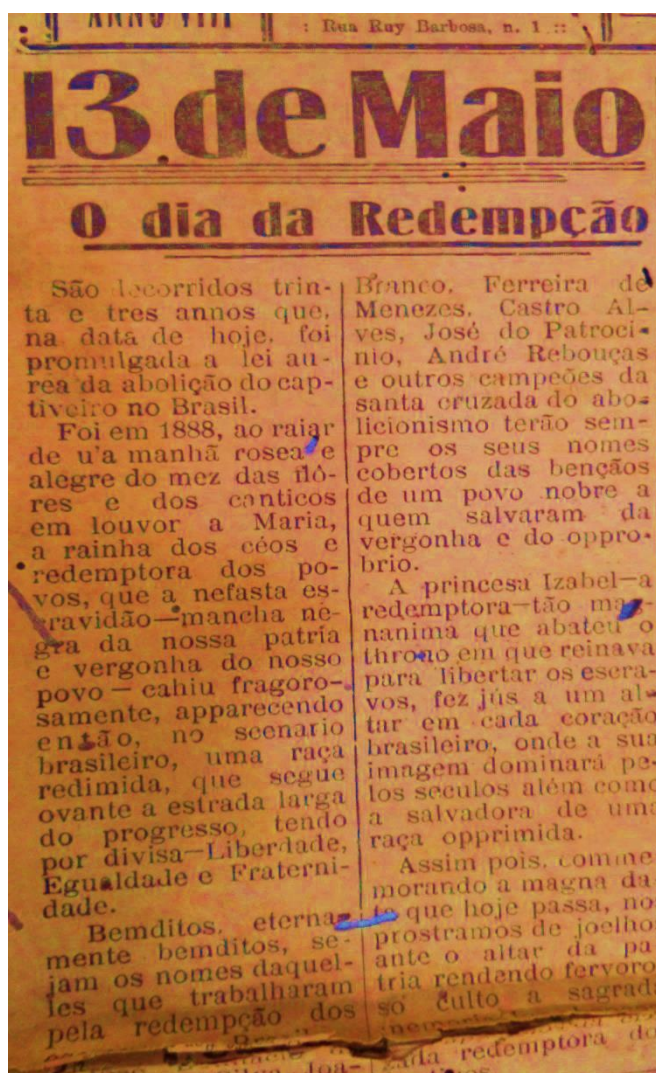 ANNO VIII
: Rua Ruy Barbosa, n. 1 ::
13 de Maio
O dia da Redempção
São decorridos trin-
ta e tres annos que,
na data de hoje, foi
promulgada a lei au-
rea da abolição do cap-
tiveiro no Brasil.
Foi em 1888, ao raiar
de u'a manhã rosea e
alegre do mez das flô-
res e dos canticos
em louvor a Maria,
a rainha dos céos e
redemptora dos po-
vos, que a nefasta es-
cravidão—mancha ne-
gra da nossa patria
e vergonha do nosso
povo—cahiu fragoro-
samente, apparecendo
então, no scenario
brasileiro, uma raça
redimida, que segue
ovante a estrada larga
do progresso, tendo
por divisa—Liberdade,
Egualdade e Fraterni-
dade.
Bemditos, eterna-
mente bemditos, se-
jam os nomes daquel-
les que trabalharam
pela redempção dos
Branco, Ferreira de
Menezes, Castro Al-
ves, José do Patroci-
nio, André Rebouças
e outros campeões da
santa cruzada do abo-
licionismo terão sem-
pre os seus nomes
cobertos das bençãos
de um povo nobre a
quem salvaram da
vergonha e do oppro-
brio.
A princesa Izabel—a
redemptora—tão mag-
nanima que abateu o
throno em que reinava
para libertar os escra-
vos, fez jús a um al-
tar em cada coração
brasileiro, onde a sua
imagem dominará pe-
los seculos além como
a salvadora de uma
raça opprimida.
Assim pois, comme
morando a magna da-
ta que hoje passa, no
prostramos de joelho
ante o altar da pa
tria rendendo fervoro
so culto a sagrad
zada redemptora do